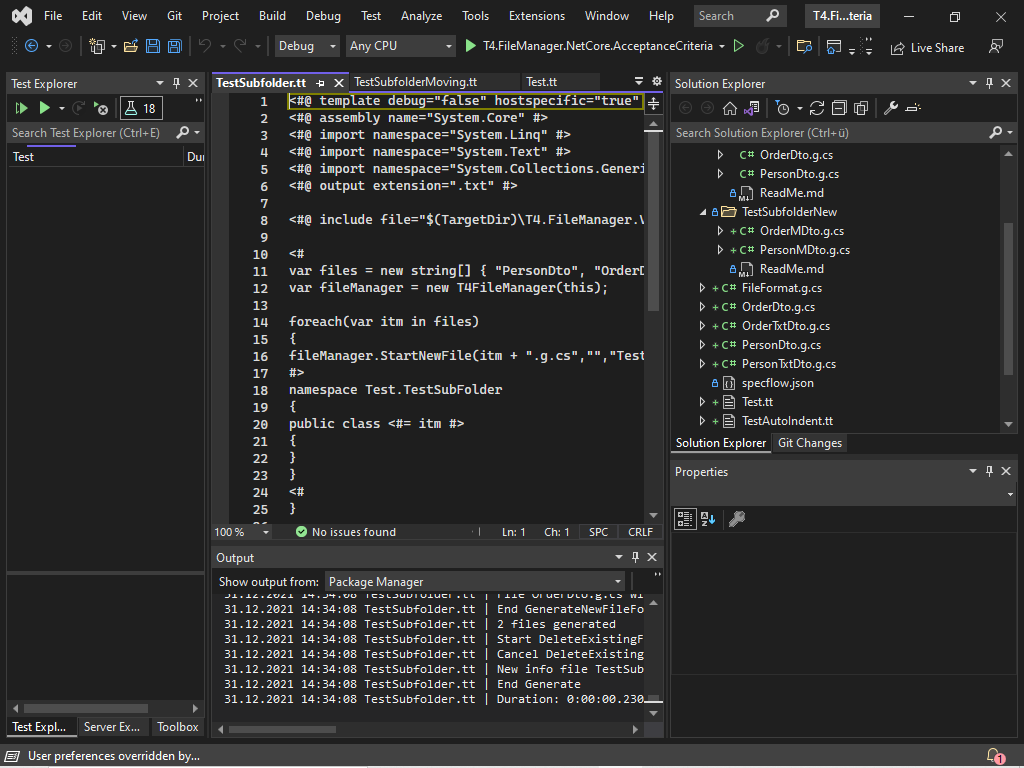 File Edit View Git Project Build Debug Test Analyze Tools Extensions Window Help Search T4.Fi...teria
Debug Any CPU T4.FileManager.NetCore.AcceptanceCriteria Live Share
Test Explorer
18
Search Test Explorer (Ctrl+E)
Test Dur
TestSubfolder.tt TestSubfolderMoving.tt Test.tt
1 <#@ template debug="false" hostspecific="true"
2 <#@ assembly name="System.Core" #>
3 <#@ import namespace="System.Linq" #>
4 <#@ import namespace="System.Text" #>
5 <#@ import namespace="System.Collections.Generi
6 <#@ output extension=".txt" #>
7
8 <#@ include file="$(TargetDir)\T4.FileManager.V
9
10 <#
11 var files = new string[] { "PersonDto", "OrderD
12 var fileManager = new T4FileManager(this);
13
14 foreach(var itm in files)
15 {
16 fileManager.StartNewFile(itm + ".g.cs","","Test
17 #>
18 namespace Test.TestSubFolder
19 {
20 public class <#= itm #>
21 {
22 }
23 }
24 <#
25 }
100 % No issues found Ln: 1 Ch: 1 SPC CRLF
Output
Show output from: Package Manager
31.12.2021 14:34:08 TestSubfolder.tt | File OrderDto.g.cs wi
31.12.2021 14:34:08 TestSubfolder.tt | End GenerateNewFileFo
31.12.2021 14:34:08 TestSubfolder.tt | 2 files generated
31.12.2021 14:34:08 TestSubfolder.tt | Start DeleteExistingF
31.12.2021 14:34:08 TestSubfolder.tt | Cancel DeleteExisting
31.12.2021 14:34:08 TestSubfolder.tt | New info file TestSub
31.12.2021 14:34:08 TestSubfolder.tt | End Generate
31.12.2021 14:34:08 TestSubfolder.tt | Duration: 0:00:00.230
Solution Explorer
Search Solution Explorer (Ctrl+ü)
C# OrderDto.g.cs
C# PersonDto.g.cs
M↓ ReadMe.md
TestSubfolderNew
+ C# OrderMDto.g.cs
+ C# PersonMDto.g.cs
M↓ ReadMe.md
+ C# FileFormat.g.cs
+ C# OrderDto.g.cs
+ C# OrderTxtDto.g.cs
+ C# PersonDto.g.cs
+ C# PersonTxtDto.g.cs
specflow.json
+ Test.tt
+ TestAutoIndent.tt
Solution Explorer Git Changes
Properties
Test Expl... Server Ex... Toolbox
User preferences overridden by... 1